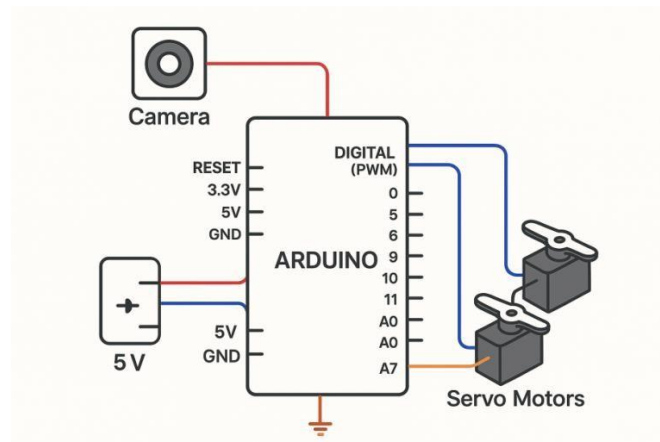 Camera
RESET
3.3V
5V
GND
5V
GND
5 V
ARDUINO
DIGITAL
(PWM)
0
5
6
9
10
11
A0
A0
A7
Servo Motors